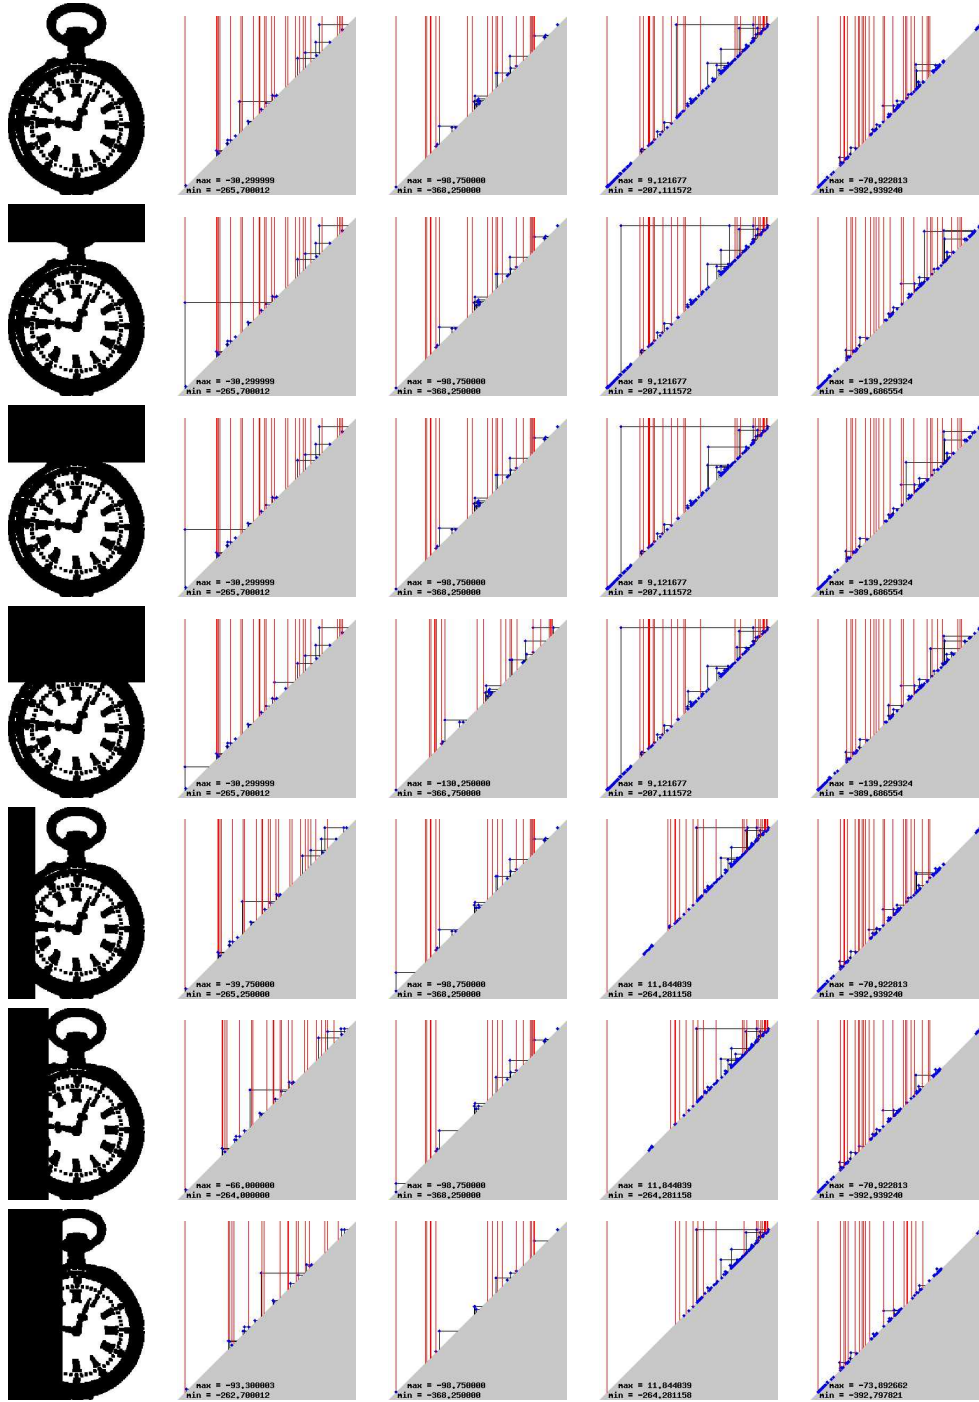 max = -30,299999
min = -265,700012
max = -98,750000
min = -368,250000
max = 9,121677
min = -207,111572
max = -70,922813
min = -392,939240
max = -30,299999
min = -265,700012
max = -98,750000
min = -368,250000
max = 9,121677
min = -207,111572
max = -139,229324
min = -389,686554
max = -30,299999
min = -265,700012
max = -98,750000
min = -368,250000
max = 9,121677
min = -207,111572
max = -139,229324
min = -389,686554
max = -30,299999
min = -265,700012
max = -130,250000
min = -366,750000
max = 9,121677
min = -207,111572
max = -139,229324
min = -389,686554
max = -39,750000
min = -265,250000
max = -98,750000
min = -368,250000
max = 11,844039
min = -264,281158
max = -70,922813
min = -392,939240
max = -66,000000
min = -264,000000
max = -98,750000
min = -368,250000
max = 11,844039
min = -264,281158
max = -70,922813
min = -392,939240
max = -93,300003
min = -262,700012
max = -98,750000
min = -368,250000
max = 11,844039
min = -264,281158
max = -73,892662
min = -392,797821